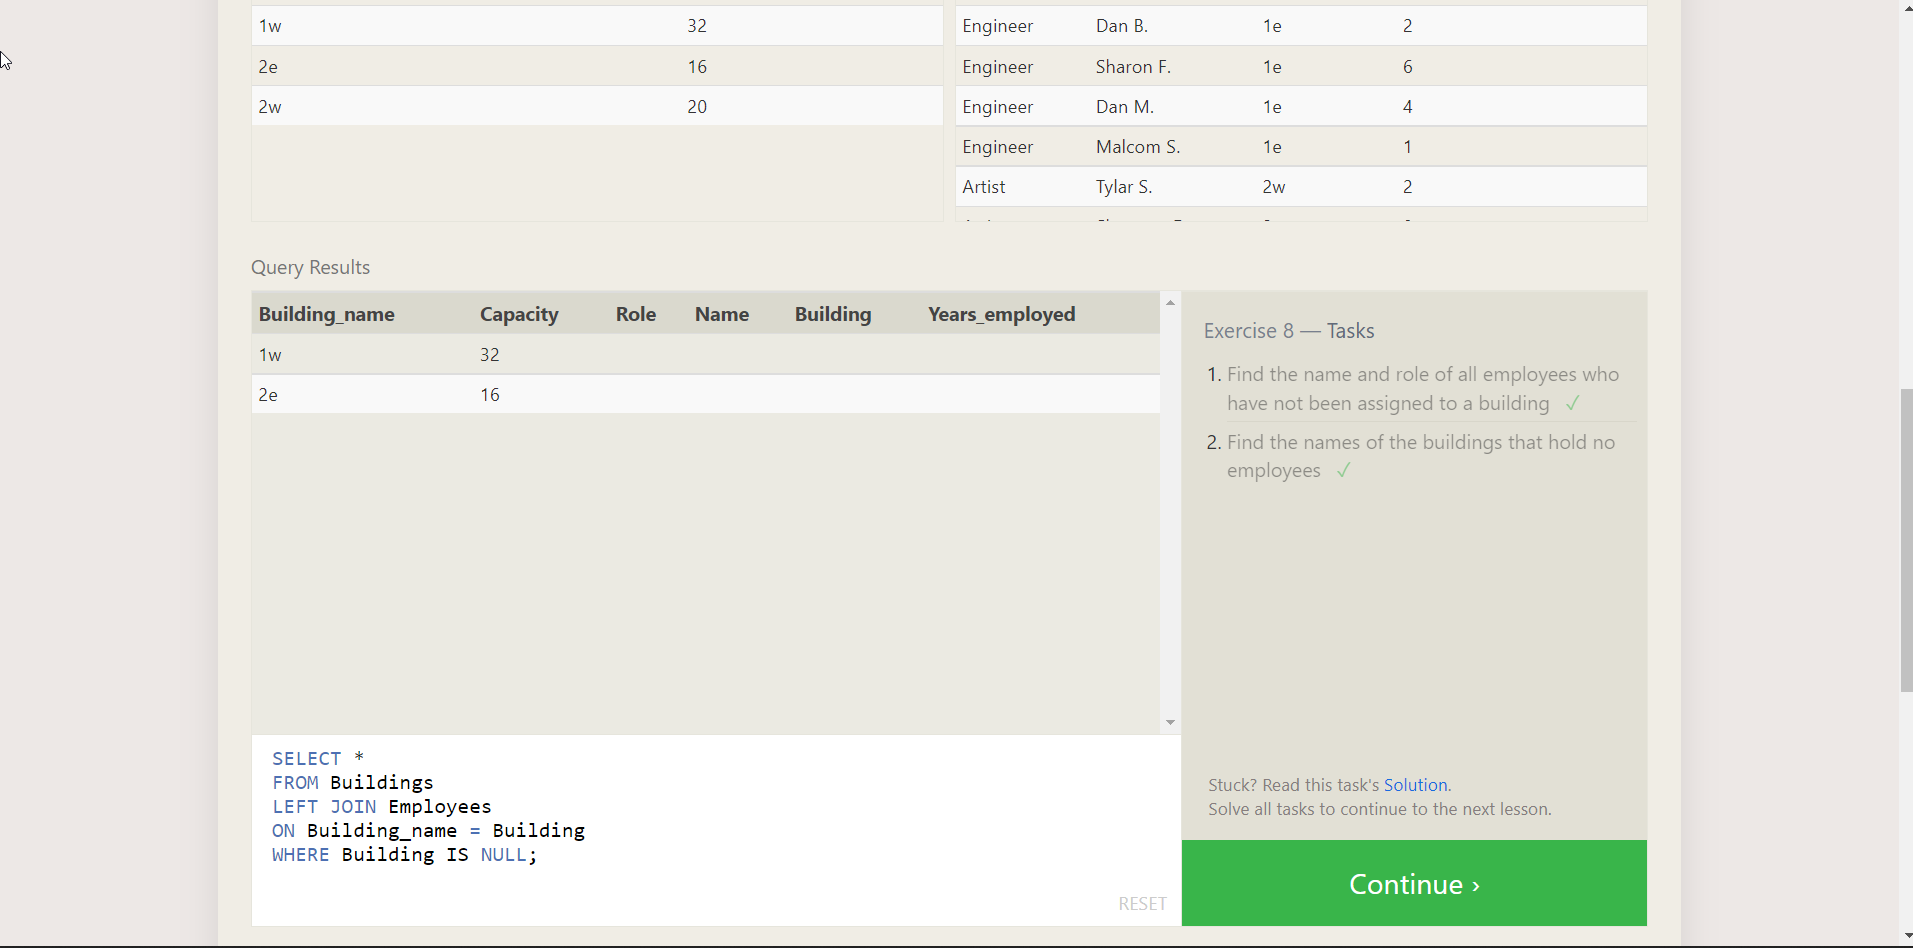 1w 32
2e 16
2w 20
Engineer Dan B. 1e 2
Engineer Sharon F. 1e 6
Engineer Dan M. 1e 4
Engineer Malcom S. 1e 1
Artist Tylar S. 2w 2
Query Results
Building_name Capacity Role Name Building Years_employed
1w 32
2e 16
Exercise 8 — Tasks
1. Find the name and role of all employees who
have not been assigned to a building ✓
2. Find the names of the buildings that hold no
employees ✓
SELECT *
FROM Buildings
LEFT JOIN Employees
ON Building_name = Building
WHERE Building IS NULL;
RESET
Stuck? Read this task's Solution.
Solve all tasks to continue to the next lesson.
Continue ›